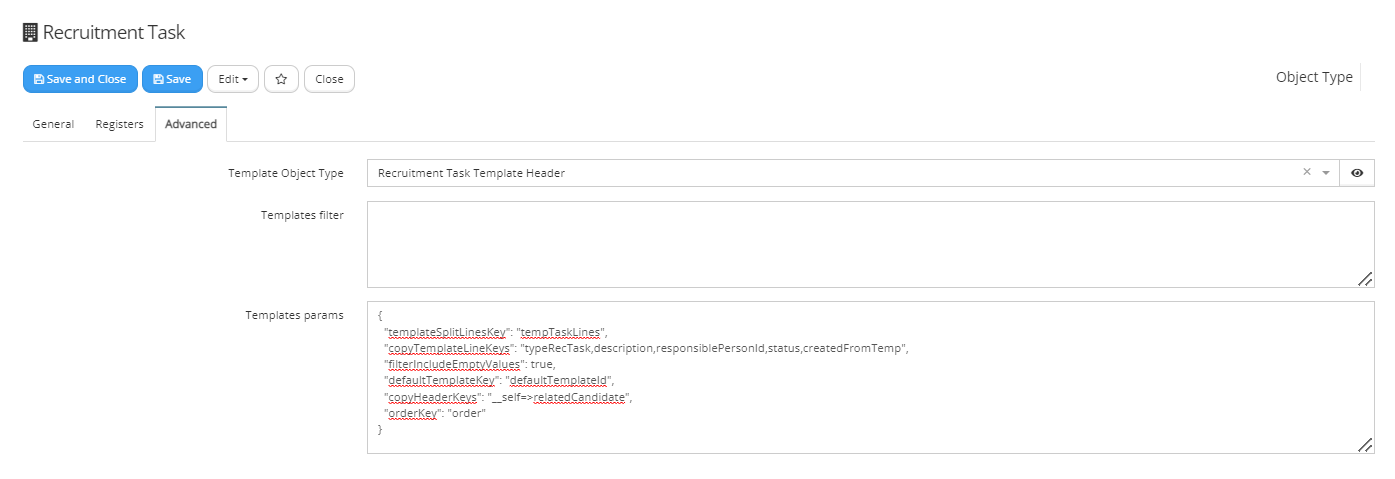 Recruitment Task
Save and Close Save Edit Close
Object Type
General Registers Advanced
Template Object Type Recruitment Task Template Header
Templates filter
Templates params
{
"templateSplitLinesKey": "tempTaskLines",
"copyTemplateLineKeys": "typeRecTask,description,responsiblePersonId,status,createdFromTemp",
"filterIncludeEmptyValues": true,
"defaultTemplateKey": "defaultTemplateId",
"copyHeaderKeys": "__self=>relatedCandidate",
"orderKey": "order"
}